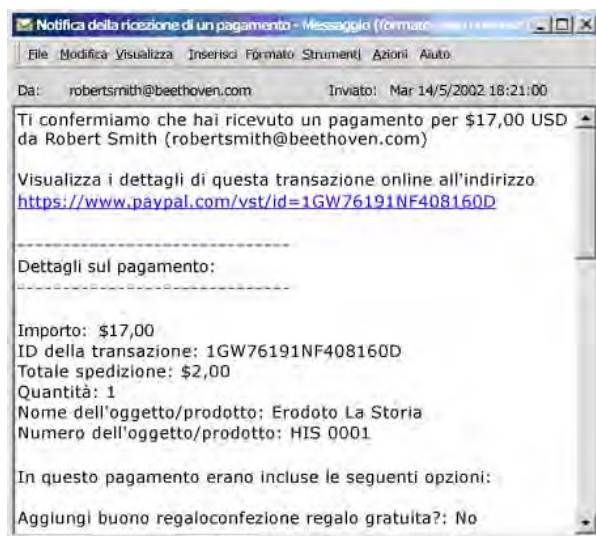 Notifica della ricezione di un pagamento - Messaggio (formato
File Modifica Visualizza Inserisci Formato Strumenti Azioni Aiuto
Da: robertsmith@beethoven.com Inviato: Mar 14/5/2002 18:21:00
Ti confermiamo che hai ricevuto un pagamento per $17,00 USD
da Robert Smith (robertsmith@beethoven.com)
Visualizza i dettagli di questa transazione online all'indirizzo
https://www.paypal.com/vst/id=1GW76191NF408160D
------------------------------
Dettagli sul pagamento:
------------------------------
Importo: $17,00
ID della transazione: 1GW76191NF408160D
Totale spedizione: $2,00
Quantità: 1
Nome dell'oggetto/prodotto: Erodoto La Storia
Numero dell'oggetto/prodotto: HIS 0001
In questo pagamento erano incluse le seguenti opzioni:
Aggiungi buono regaloconfezione regalo gratuita?: No